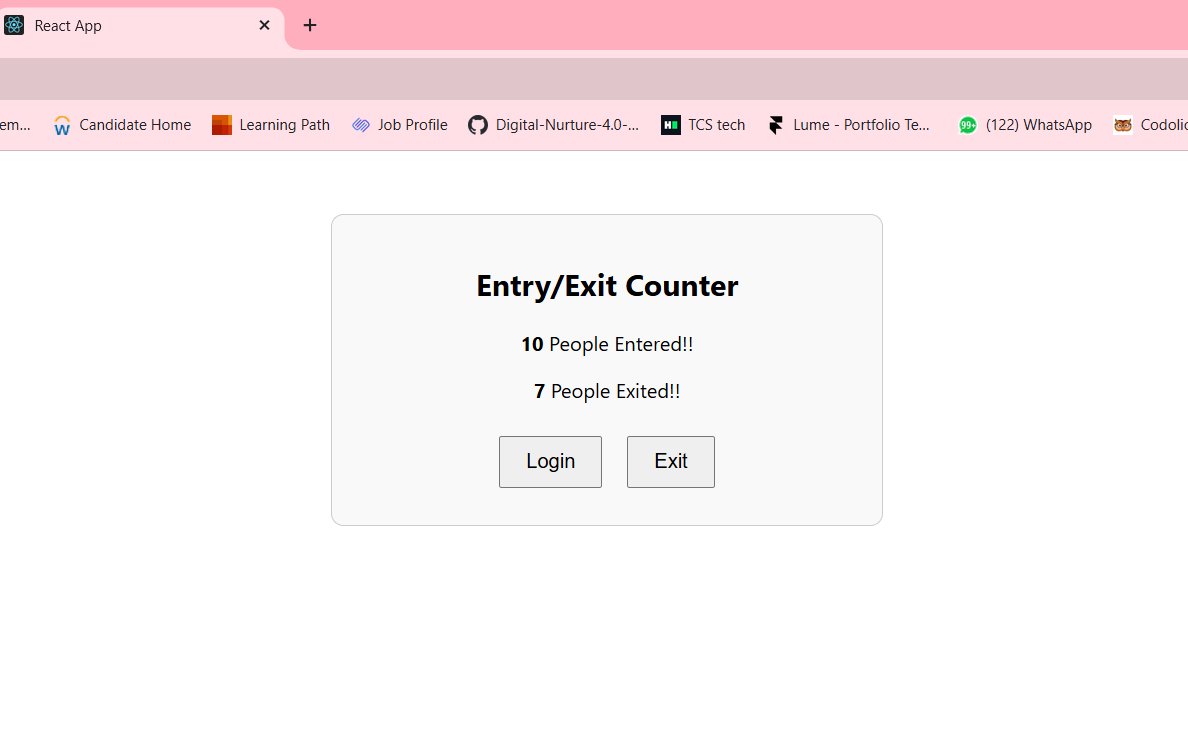 React App
em... Candidate Home Learning Path Job Profile Digital-Nurture-4.0-... TCS tech Lume - Portfolio Te... 99+ (122) WhatsApp Codolio
Entry/Exit Counter
10 People Entered!!
7 People Exited!!
Login Exit